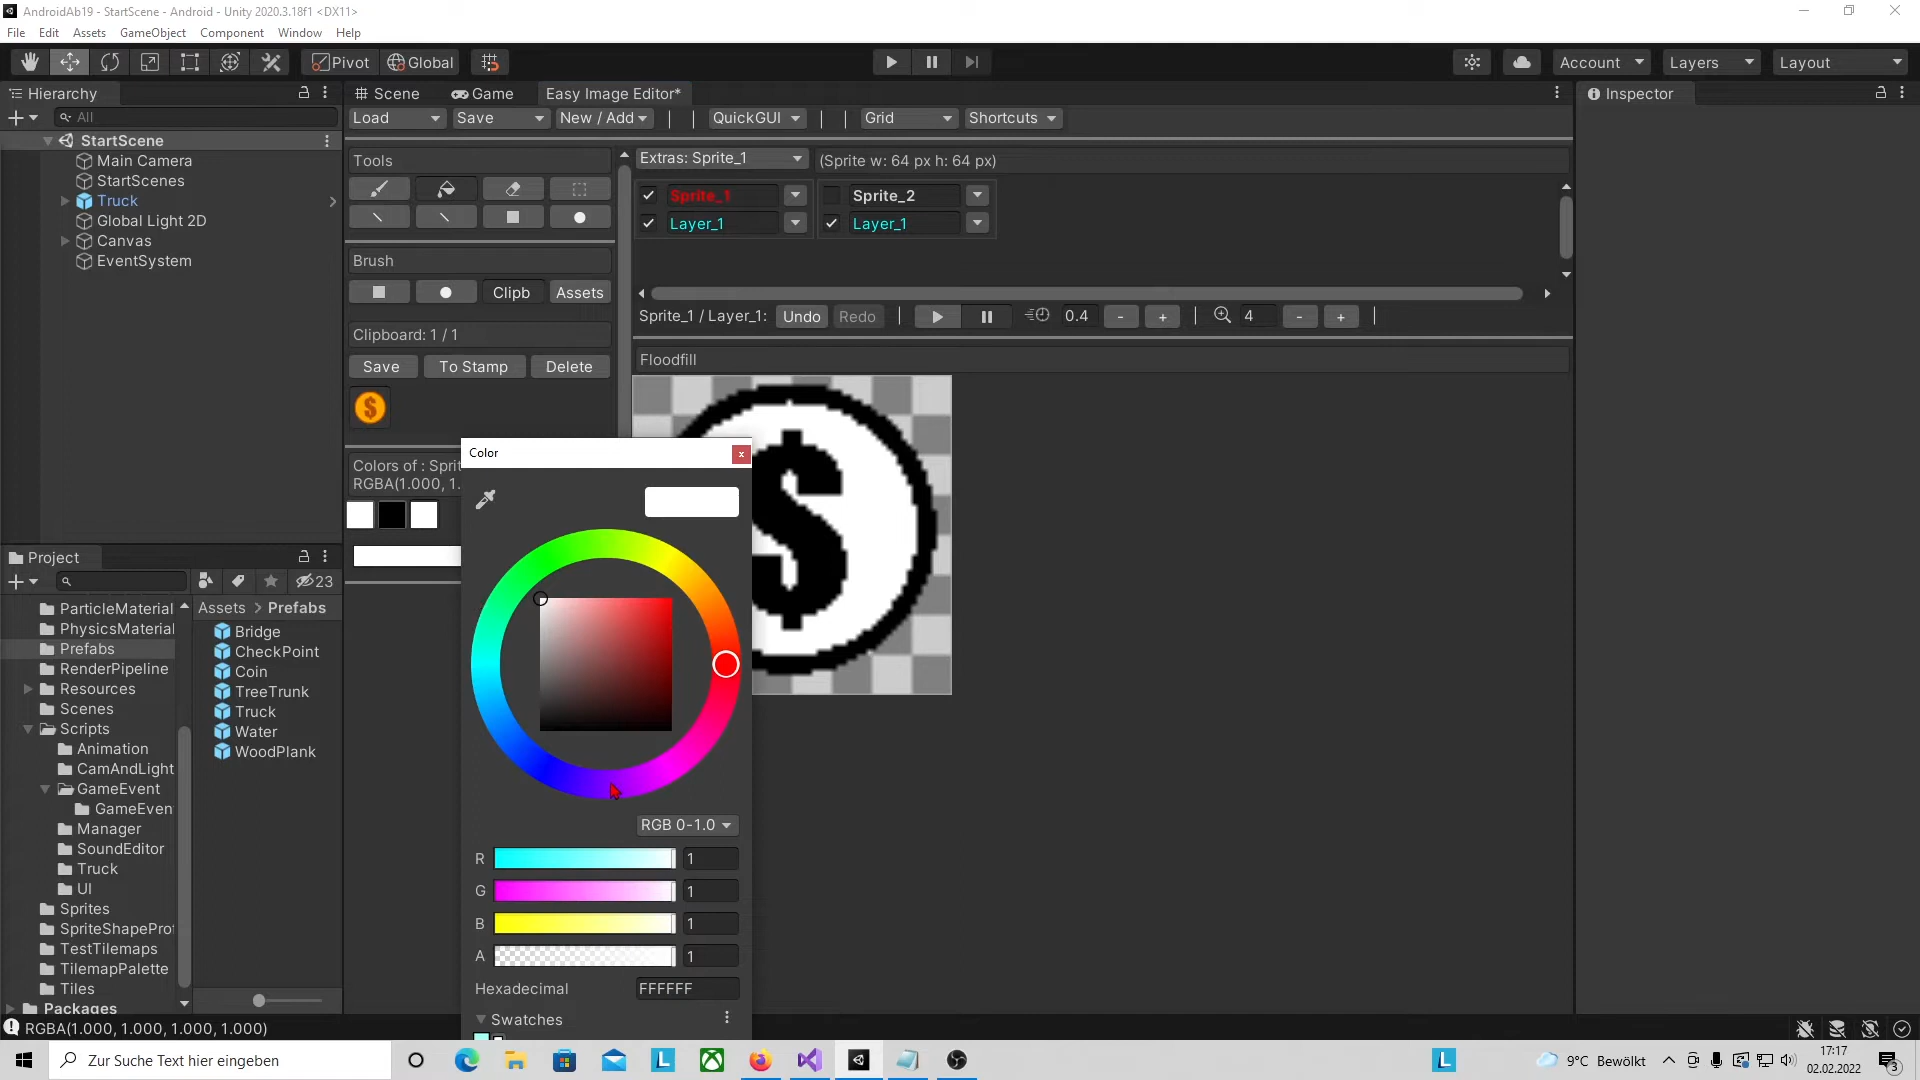 AndroidAb19 - StartScene - Android - Unity 2020.3.18f1 <DX11>
File Edit Assets GameObject Component Window Help
Pivot Global Account Layers Layout
Hierarchy
All
StartScene
Main Camera
StartScenes
Truck
Global Light 2D
Canvas
EventSystem
Scene Game Easy Image Editor*
Load Save New / Add | | QuickGUI | | Grid Shortcuts
Tools
Brush
Clipb Assets
Clipboard: 1 / 1
Save To Stamp Delete
Colors of : Sprit
RGBA(1.000, 1.
Extras: Sprite_1 (Sprite w: 64 px h: 64 px)
Sprite_1 Sprite_2
Layer_1 Layer_1
Sprite_1 / Layer_1: Undo Redo | 0.4 - + | 4 - + |
Floodfill
$
Inspector
Color
RGB 0-1.0
R 1
G 1
B 1
A 1
Hexadecimal FFFFFF
Swatches
Project
23
ParticleMaterial
PhysicsMaterial
Prefabs
RenderPipeline
Resources
Scenes
Scripts
Animation
CamAndLight
GameEvent
GameEven
Manager
SoundEditor
Truck
UI
Sprites
SpriteShapeProf
TestTilemaps
TilemapPalette
Tiles
Packages
Assets > Prefabs
Bridge
CheckPoint
Coin
TreeTrunk
Truck
Water
WoodPlank
RGBA(1.000, 1.000, 1.000, 1.000)
Zur Suche Text hier eingeben
9°C Bewölkt
17:17
02.02.2022
3